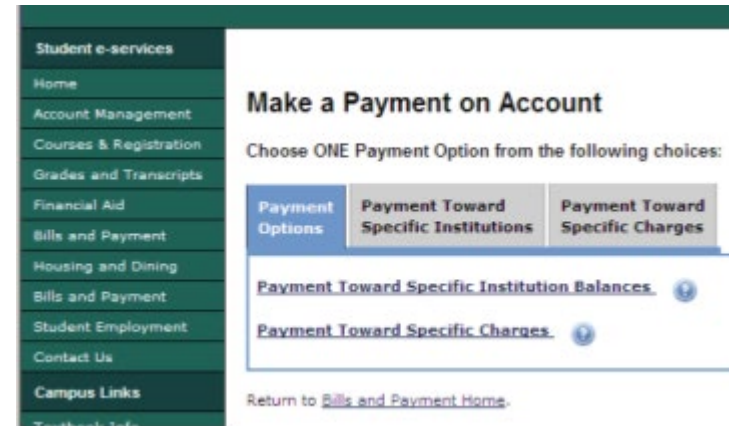 Student e-services
Home
Account Management
Courses & Registration
Grades and Transcripts
Financial Aid
Bills and Payment
Housing and Dining
Bills and Payment
Student Employment
Contact Us
Campus Links
Textbook Info
Make a Payment on Account
Choose ONE Payment Option from the following choices:
Payment Options
Payment Toward Specific Institutions
Payment Toward Specific Charges
Payment Toward Specific Institution Balances
Payment Toward Specific Charges
Return to Bills and Payment Home.